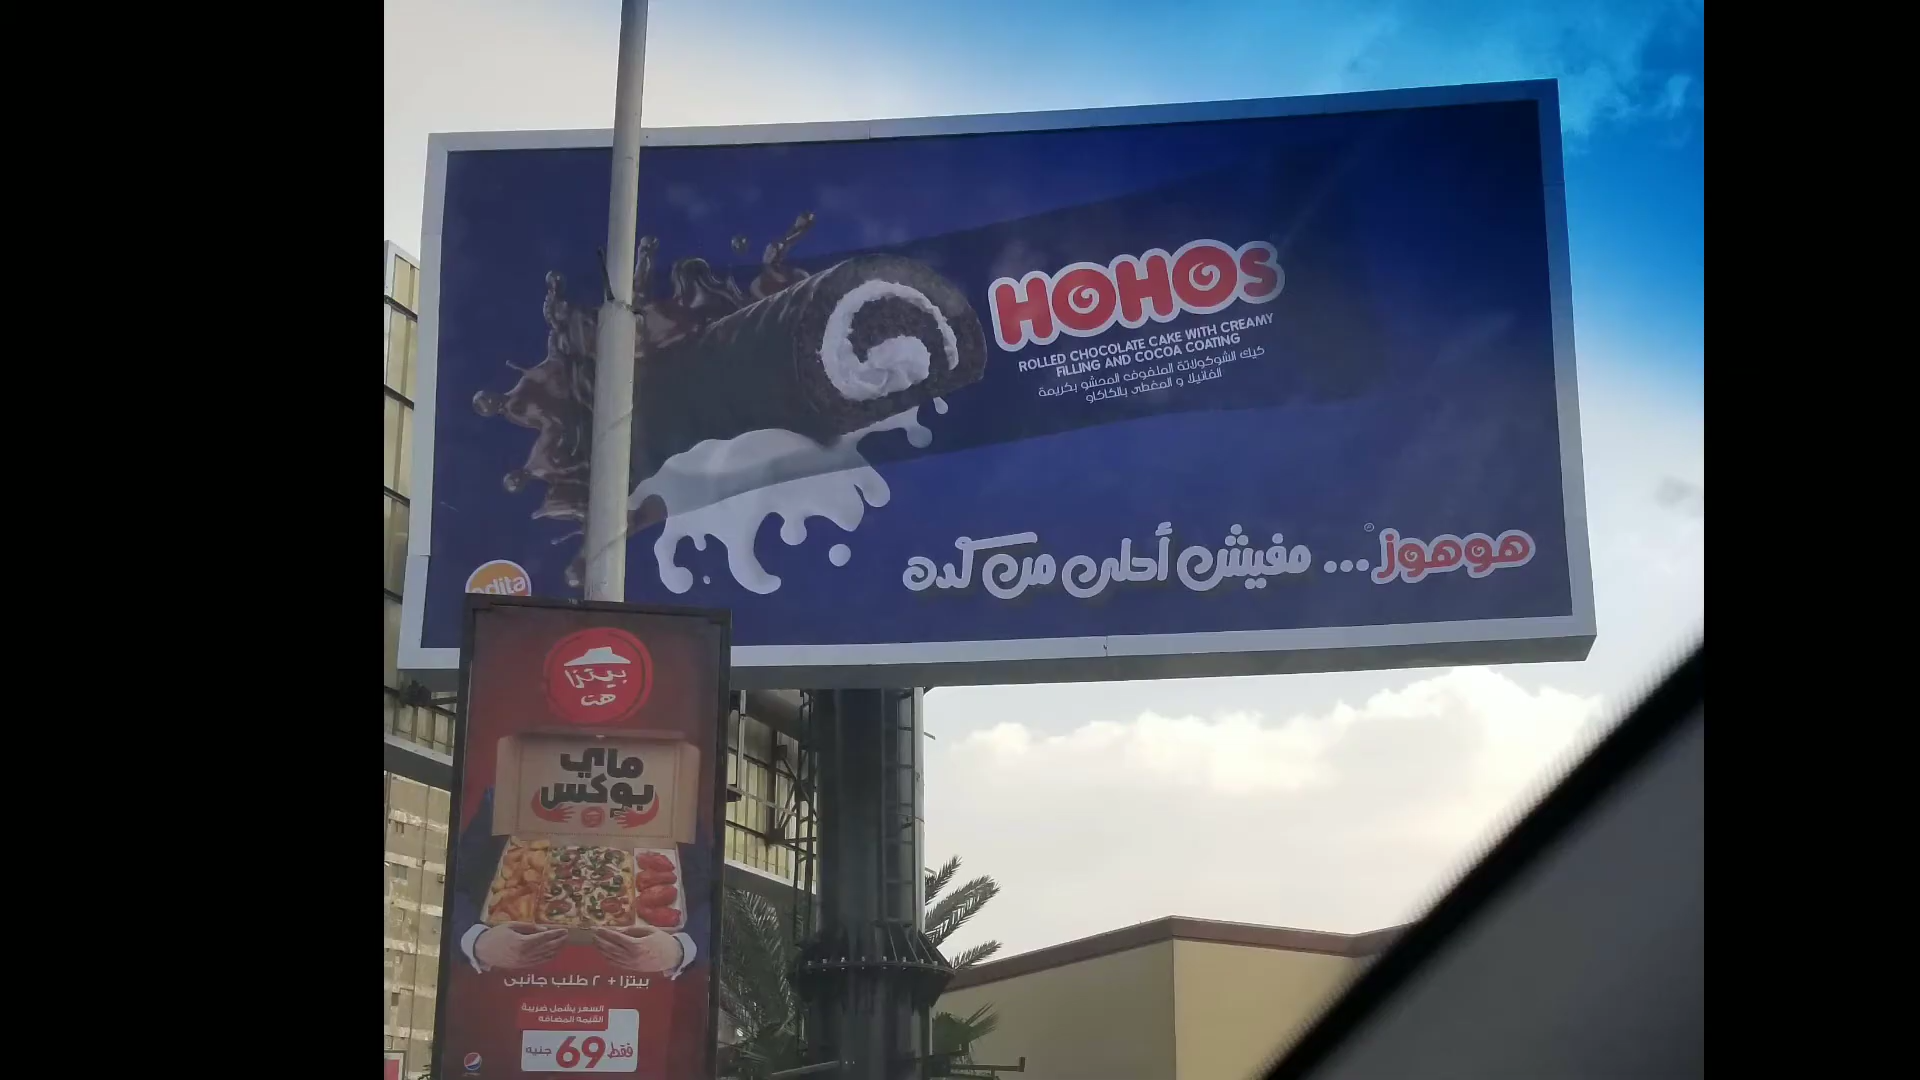 HOHOS
ROLLED CHOCOLATE CAKE WITH CREAMY
FILLING AND COCOA COATING
كيك الشوكولاتة الملفوف المحشو بكريمة
الفانيلا و المغطى بالكاكاو
هوهوز... مفيش أحلى من كده
edita
بيتزا
هت
ماي
بوكس
بيتزا + ٢ طلب جانبى
السعر يشمل ضريبة
القيمة المضافة
فقط 69 جنيه